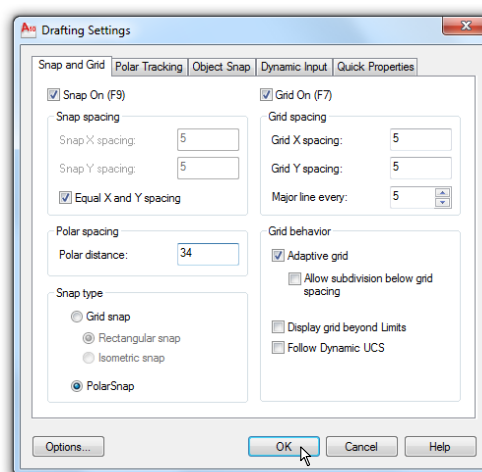 A10 Drafting Settings
Snap and Grid Polar Tracking Object Snap Dynamic Input Quick Properties
Snap On (F9)
Snap spacing
Snap X spacing: 5
Snap Y spacing: 5
Equal X and Y spacing
Polar spacing
Polar distance: 34
Snap type
Grid snap
Rectangular snap
Isometric snap
PolarSnap
Grid On (F7)
Grid spacing
Grid X spacing: 5
Grid Y spacing: 5
Major line every: 5
Grid behavior
Adaptive grid
Allow subdivision below grid
spacing
Display grid beyond Limits
Follow Dynamic UCS
Options... OK Cancel Help